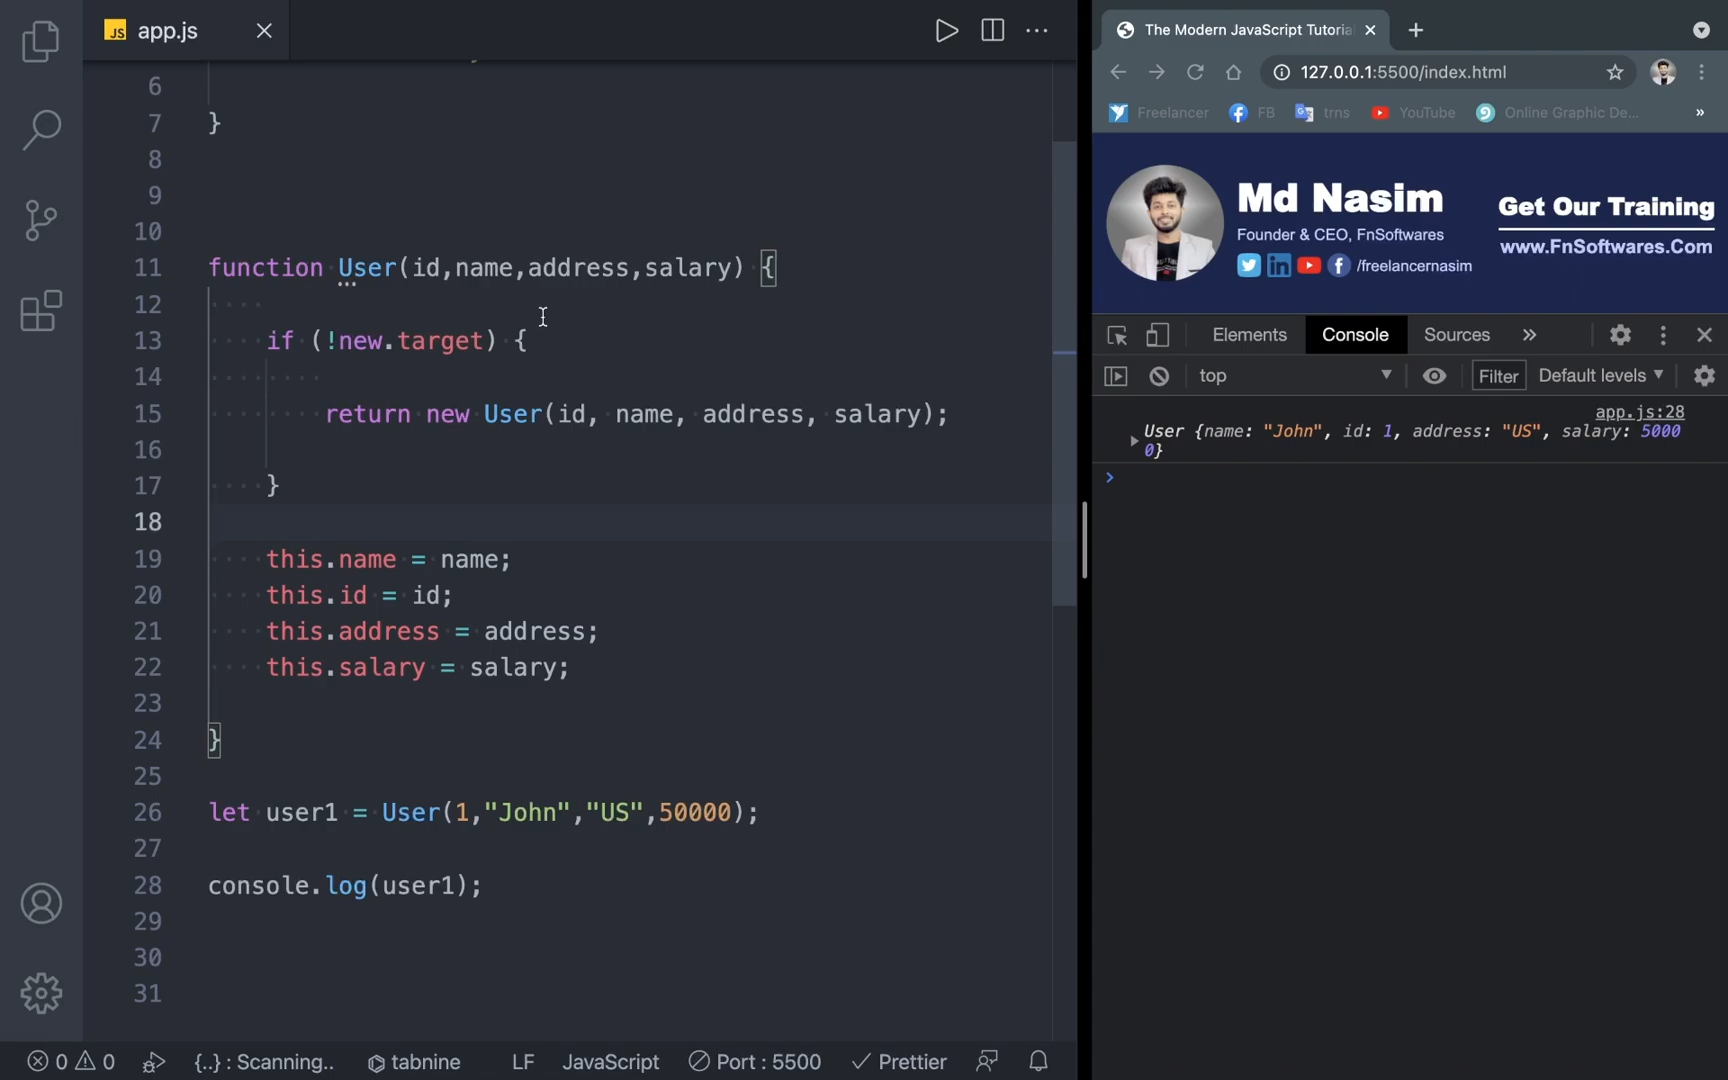 JS app.js
6
7 }
8
9
10
11 function User(id,name,address,salary) {
12
13 if (!new.target) {
14
15 return new User(id, name, address, salary);
16
17 }
18
19 this.name = name;
20 this.id = id;
21 this.address = address;
22 this.salary = salary;
23
24 }
25
26 let user1 = User(1,"John","US",50000);
27
28 console.log(user1);
29
30
31
0 0 {..} : Scanning.. tabnine LF JavaScript Port : 5500 Prettier
The Modern JavaScript Tutorial
127.0.0.1:5500/index.html
Freelancer FB trns YouTube Online Graphic De... »
Md Nasim
Founder & CEO, FnSoftwares
/freelancernasim
Get Our Training
www.FnSoftwares.Com
Elements Console Sources »
top Filter Default levels
app.js:28
User {name: "John", id: 1, address: "US", salary: 5000
0}